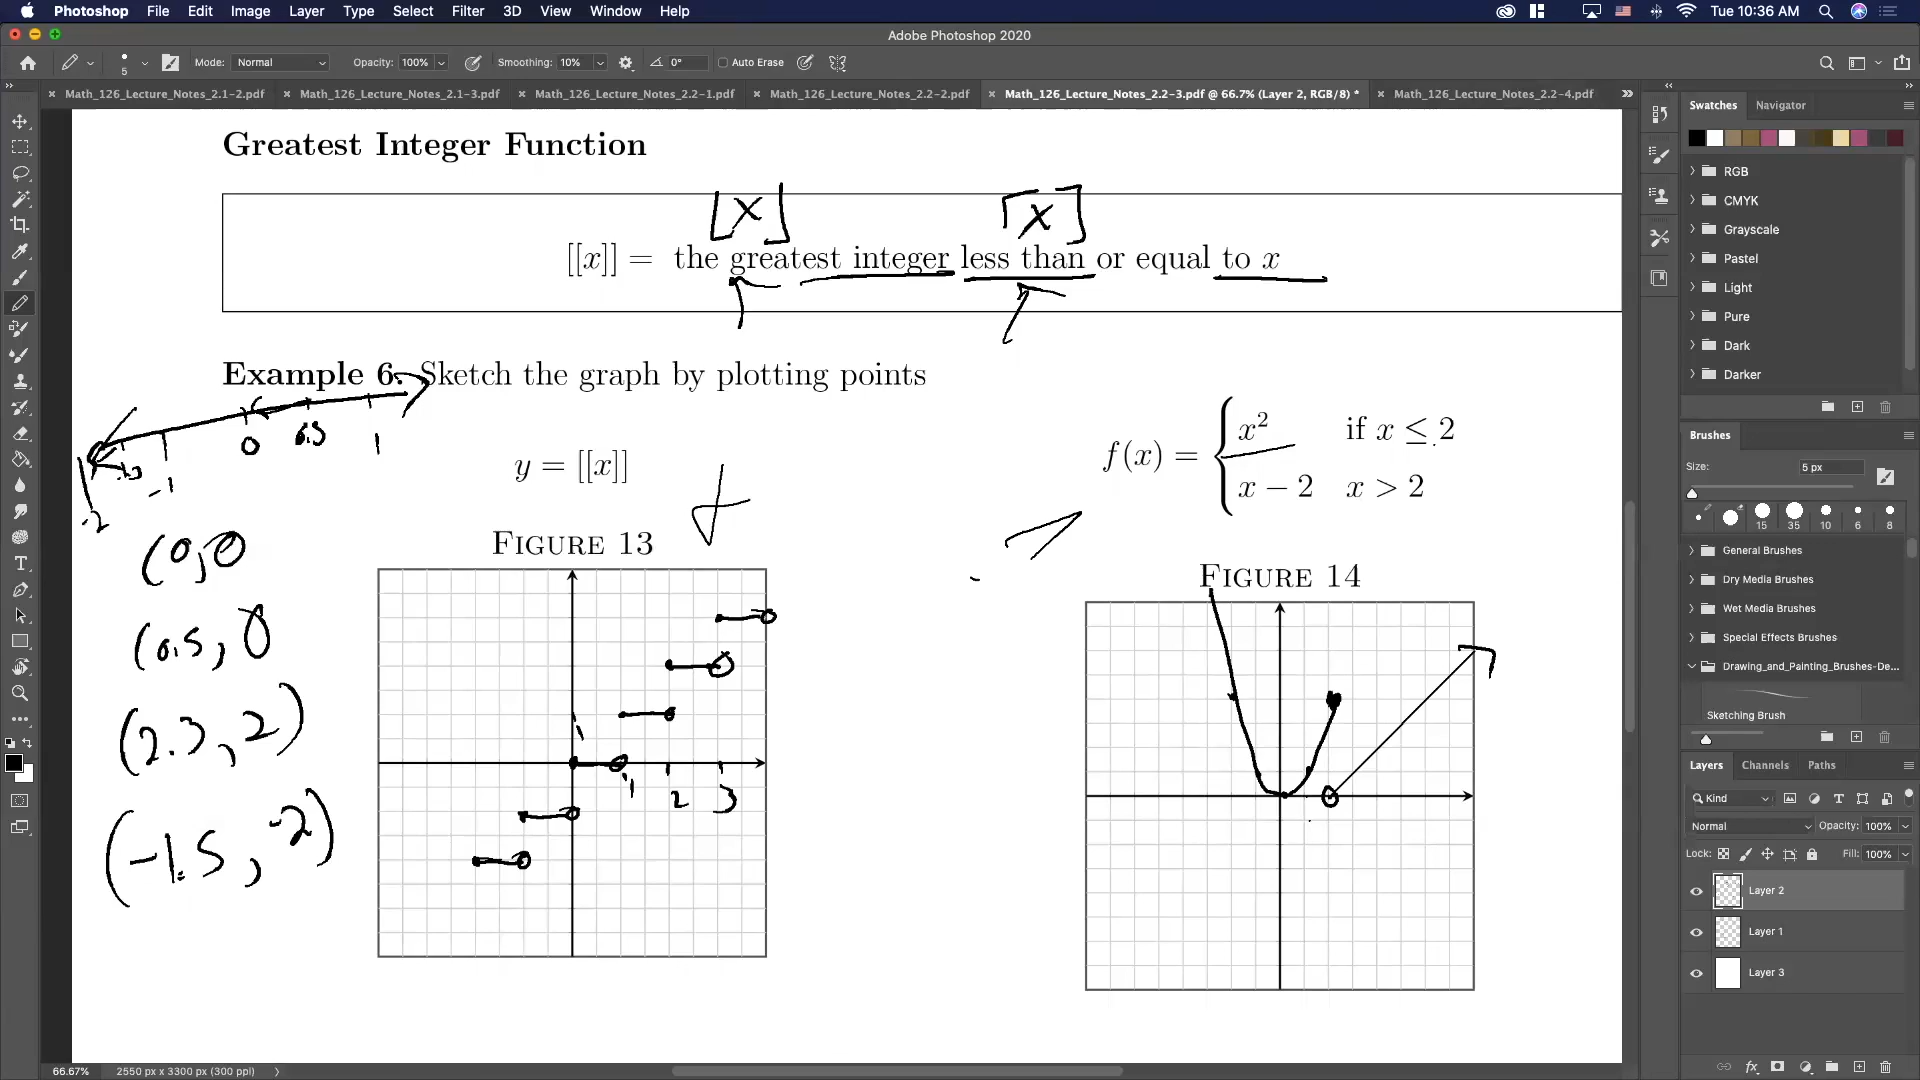 Photoshop File Edit Image Layer Type Select Filter 3D View Window Help Tue 10:36 AM
Adobe Photoshop 2020
5 Mode: Normal Opacity: 100% Smoothing: 10% 0° Auto Erase
Math_126_Lecture_Notes_2.1-2.pdf Math_126_Lecture_Notes_2.1-3.pdf Math_126_Lecture_Notes_2.2-1.pdf Math_126_Lecture_Notes_2.2-2.pdf Math_126_Lecture_Notes_2.2-3.pdf @ 66.7% (Layer 2, RGB/8) * Math_126_Lecture_Notes_2.2-4.pdf
Greatest Integer Function
⌊x⌋ ⌈x⌉
[[x]] = the greatest integer less than or equal to x
Example 6. Sketch the graph by plotting points
0 0.5 1
-1
-2
y = [[x]]
f(x) = { x² if x ≤ 2
x − 2 x > 2
Figure 13
Figure 14
(0,0
(0.5, 0
(2.3, 2)
(-1.5, -2)
1 2 3
Swatches Navigator
RGB
CMYK
Grayscale
Pastel
Light
Pure
Dark
Darker
Brushes
Size: 5 px
15 35 10 6 8
General Brushes
Dry Media Brushes
Wet Media Brushes
Special Effects Brushes
Drawing_and_Painting_Brushes-De...
Sketching Brush
Layers Channels Paths
Kind
Normal Opacity: 100%
Lock: Fill: 100%
Layer 2
Layer 1
Layer 3
66.67% 2550 px x 3300 px (300 ppi)